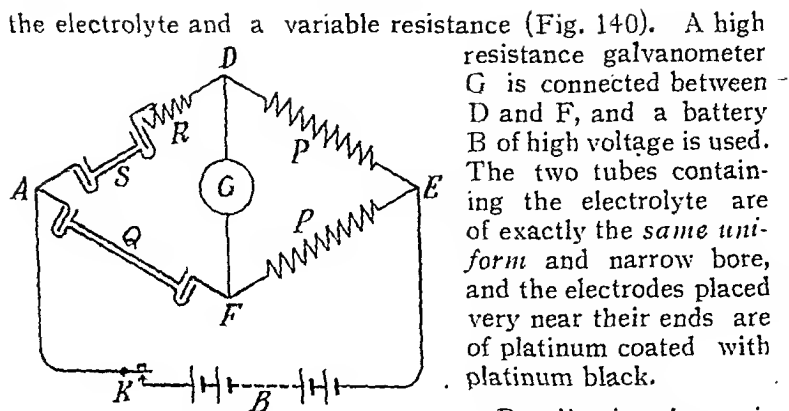 the electrolyte and a variable resistance (Fig. 140). A high
resistance galvanometer
G is connected between
D and F, and a battery
B of high voltage is used.
The two tubes contain-
ing the electrolyte are
of exactly the same uni-
form and narrow bore,
and the electrodes placed
very near their ends are
of platinum coated with
platinum black.
D
R
P
S
A
G
E
Q
P
F
K
B